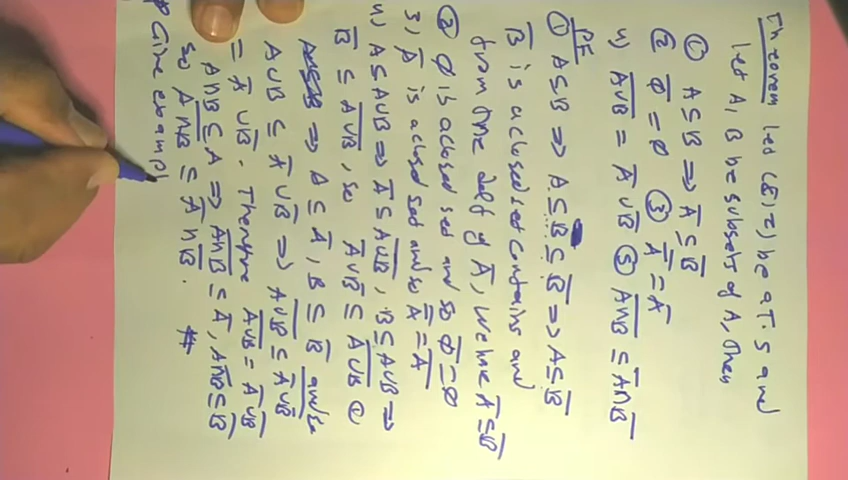 Theorem Let (X,τ) be a T.S and
let A, B be subsets of A, then
① A⊆B ⇒ A̅ ⊆ B̅
② ∅̅ = ∅ ③ A̅̅ = A̅
4) A∪B̅ = A̅ ∪ B̅ ⑤ A∩B̅ ⊆ A̅ ∩ B̅
Pf
① A⊆B ⇒ A⊆B⊆B̅ ⇒ A⊆B̅
B̅ is a closed set contains and
from the def of A̅, we have A̅⊆B̅
② ∅ is a closed set and so ∅̅=∅
3) A̅ is a closed set and so A̅̅=A̅
4) A⊆A∪B ⇒ A̅⊆A∪B̅, B⊆A∪B ⇒
B̅ ⊆ A∪B̅, so A̅∪B̅ ⊆ A∪B̅ ①
⇒ A⊆A̅, B⊆B̅ and so
A∪B ⊆ A̅∪B̅ ⇒ A∪B̅ ⊆ A̅∪B̅
= A̅∪B̅. Therefore A∪B̅ = A̅∪B̅
A∩B⊆A ⇒ A∩B̅ ⊆ A̅, A∩B̅⊆B̅
so A∩B̅ ⊆ A̅∩B̅. #
Give exampl